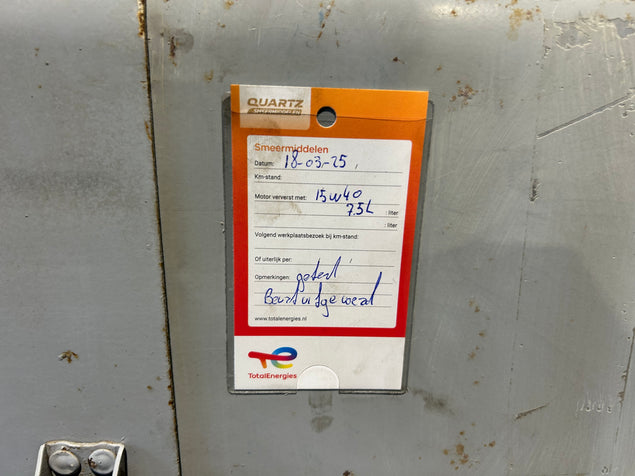 QUARTZ
SMEERMIDDELEN
Smeermiddelen
Datum: 18-03-25
Km-stand:
Motor ververst met: 15W40
7.5L : liter
: liter
Volgend werkplaatsbezoek bij km-stand:
Of uiterlijk per:
Opmerkingen:
Beurt uitgevoerd
www.totalenergies.nl
TotalEnergies